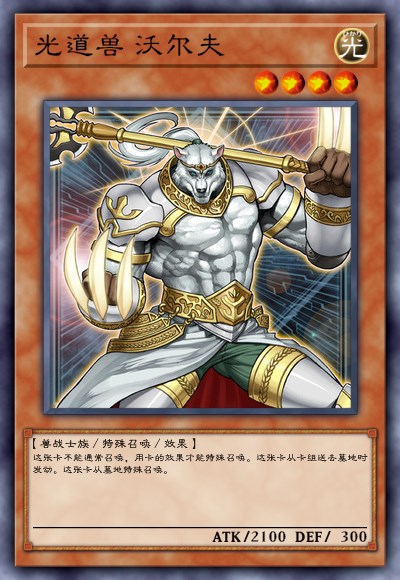 光道兽 沃尔夫
光
【兽战士族／特殊召唤／效果】
这张卡不能通常召唤，用卡的效果才能特殊召唤。这张卡从卡组送去墓地时
发动。这张卡从墓地特殊召唤。
ATK/2100 DEF/ 300